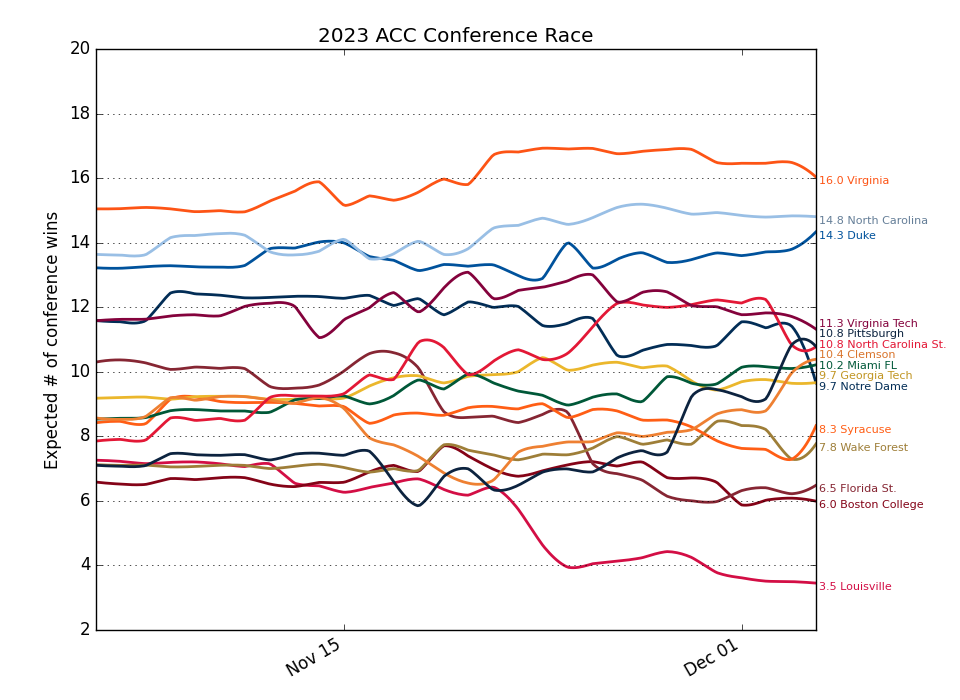 2023 ACC Conference Race
Expected # of conference wins
20
18
16
14
12
10
8
6
4
2
Nov 15
Dec 01
16.0 Virginia
14.8 North Carolina
14.3 Duke
11.3 Virginia Tech
10.8 Pittsburgh
10.8 North Carolina St.
10.4 Clemson
10.2 Miami FL
9.7 Georgia Tech
9.7 Notre Dame
8.3 Syracuse
7.8 Wake Forest
6.5 Florida St.
6.0 Boston College
3.5 Louisville